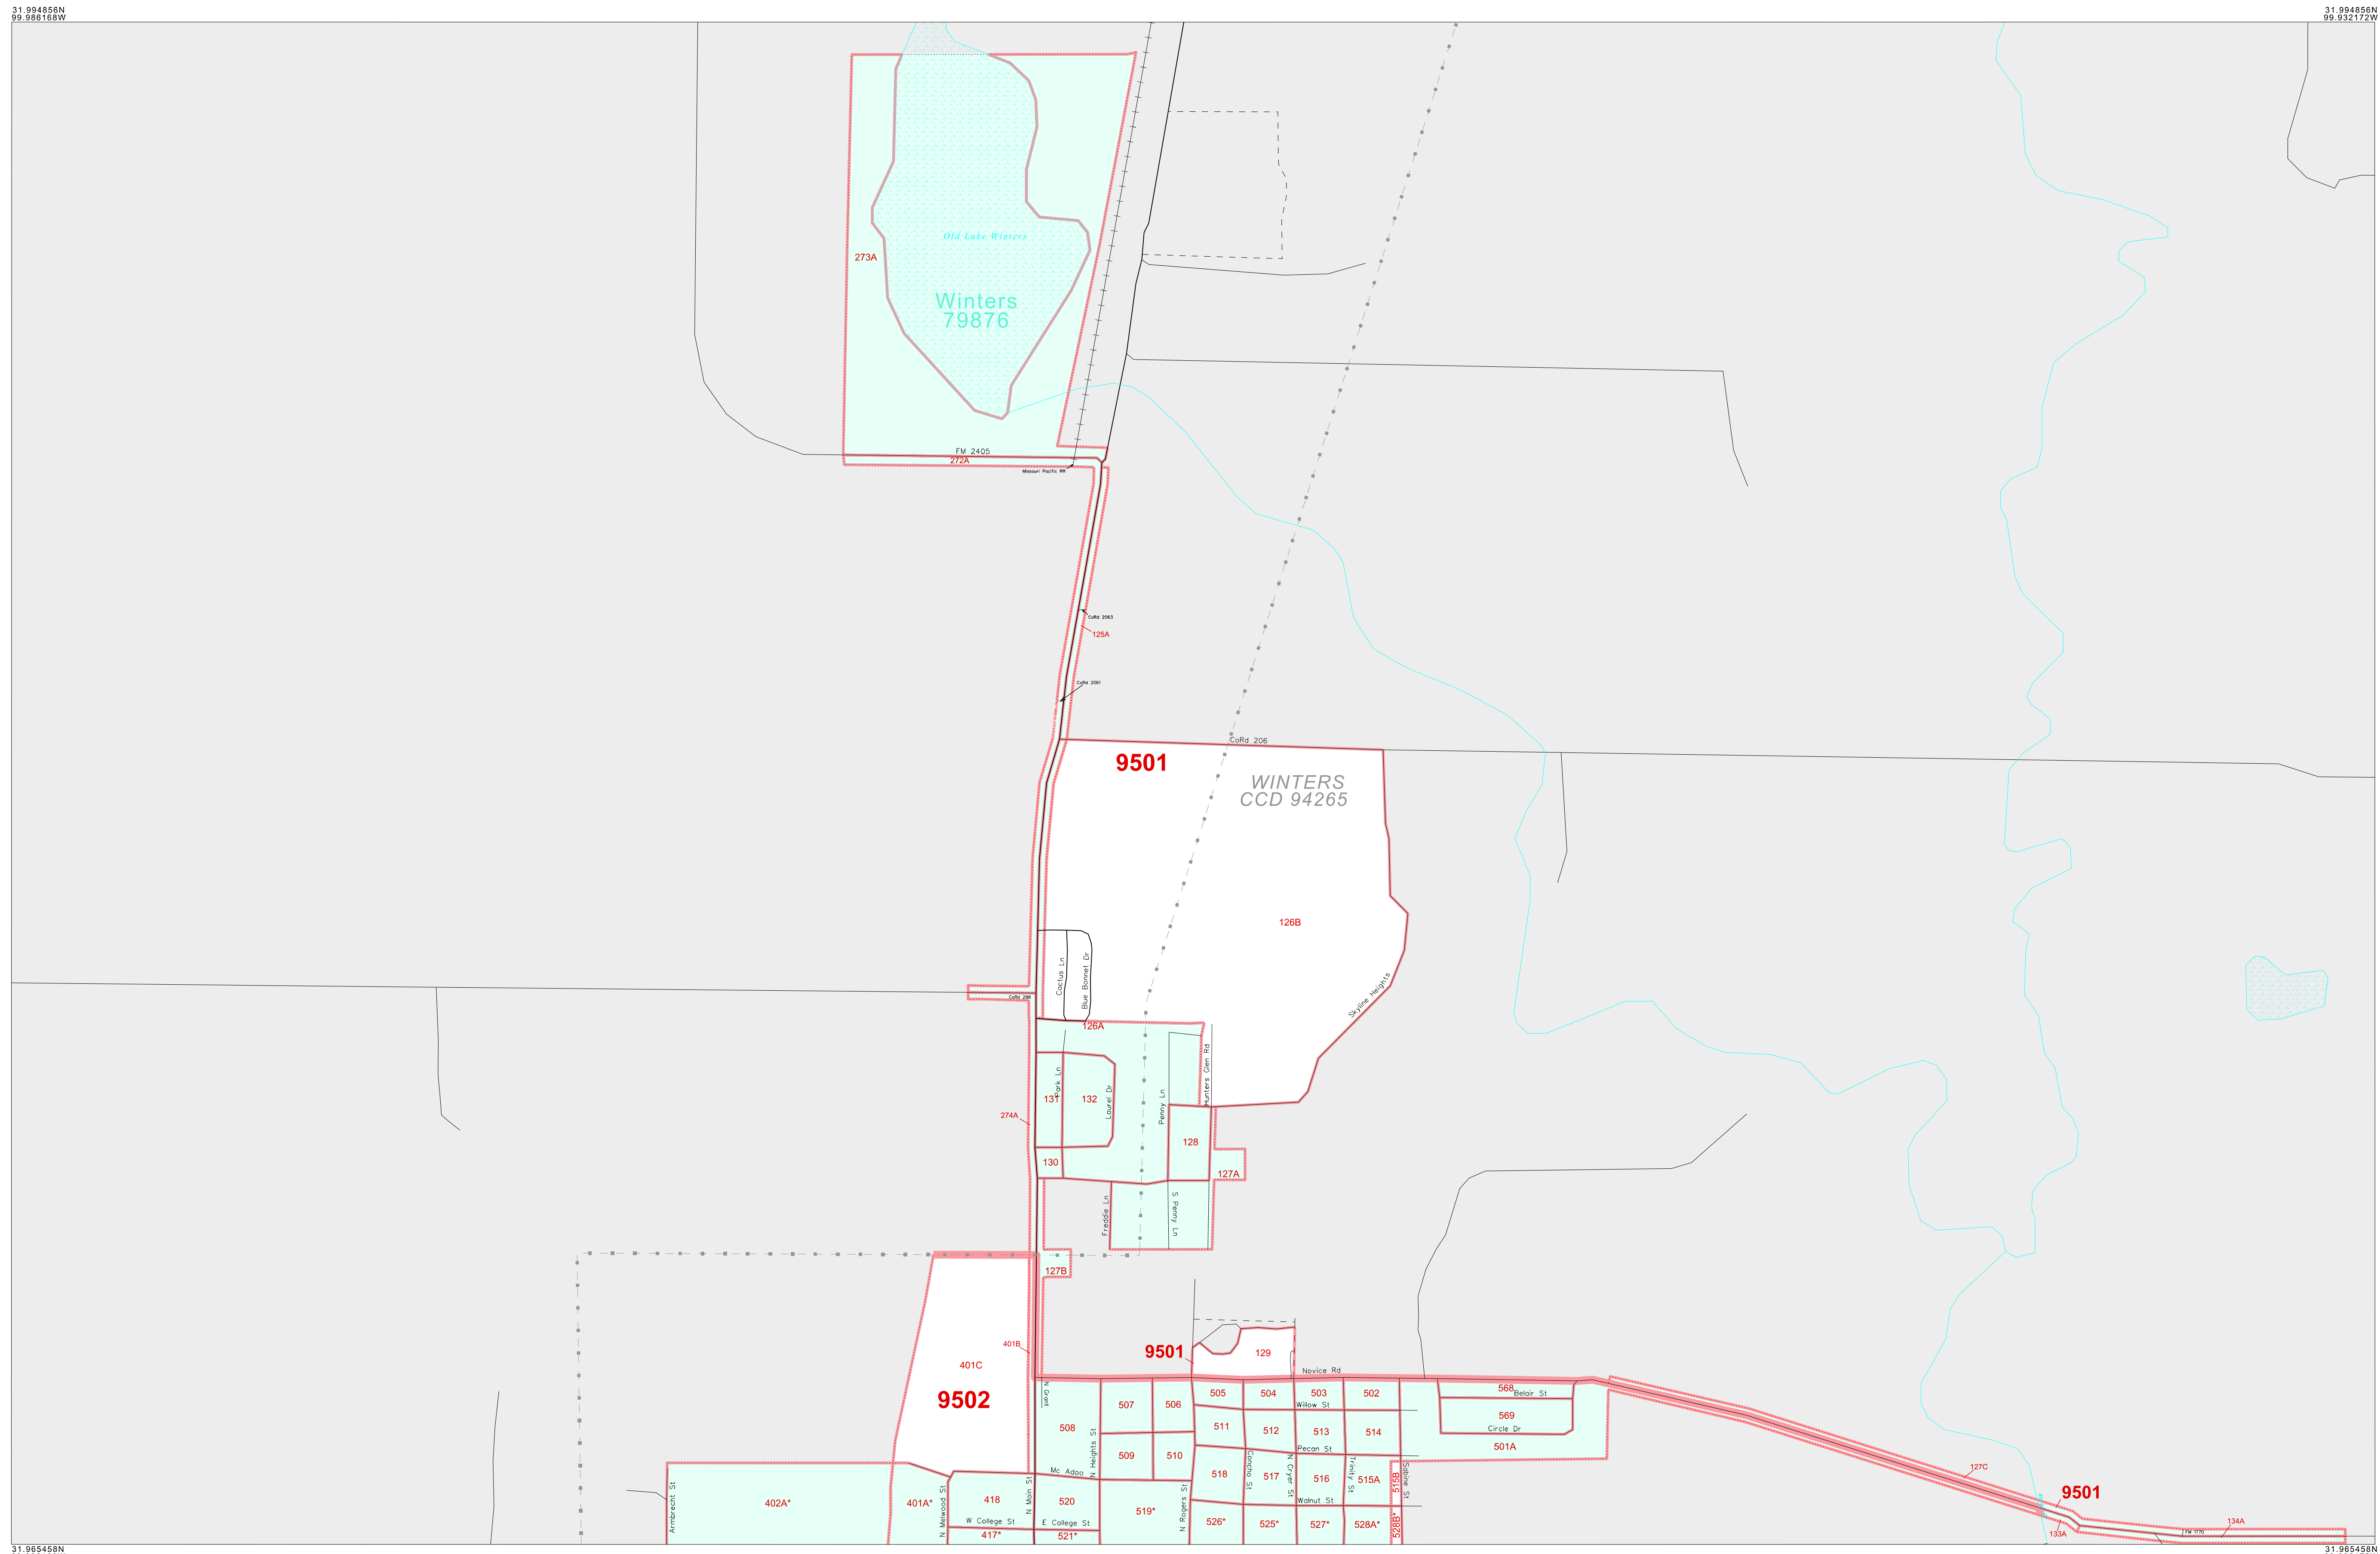 31.994856N
99.986168W
31.994856N
99.932172W
Old Lake Winters
273A
Winters
79876
FM 2405
272A
Missouri Pacific RR
CoRd 2063
125A
CoRd 2061
CoRd 206
9501
WINTERS
CCD 94265
126B
Cactus Ln
Blue Bonnet Dr
Skyline Heights
CoRd 298
126A
Hunters Glen Rd
Park Ln
131
132
Laurel Dr
Penny Ln
274A
128
130
127A
Freddie Ln
S Penny Ln
127B
401B
9501
129
401C
Novice Rd
9502
N Grant
505
504
503
502
568
Belair St
507
506
Willow St
569
508
511
512
513
514
Circle Dr
N Heights St
Pecan St
501A
509
510
Concho St
N Cryer St
Trinity St
Mc Adoo
518
517
516
515A
515B
Sabine St
127C
9501
Armbrecht St
402A*
401A*
N Melwood St
418
N Main St
520
519*
N Rogers St
Walnut St
W College St
E College St
526*
525*
527*
528A*
528B*
417*
521*
133A
134A
31.965458N
31.965458N